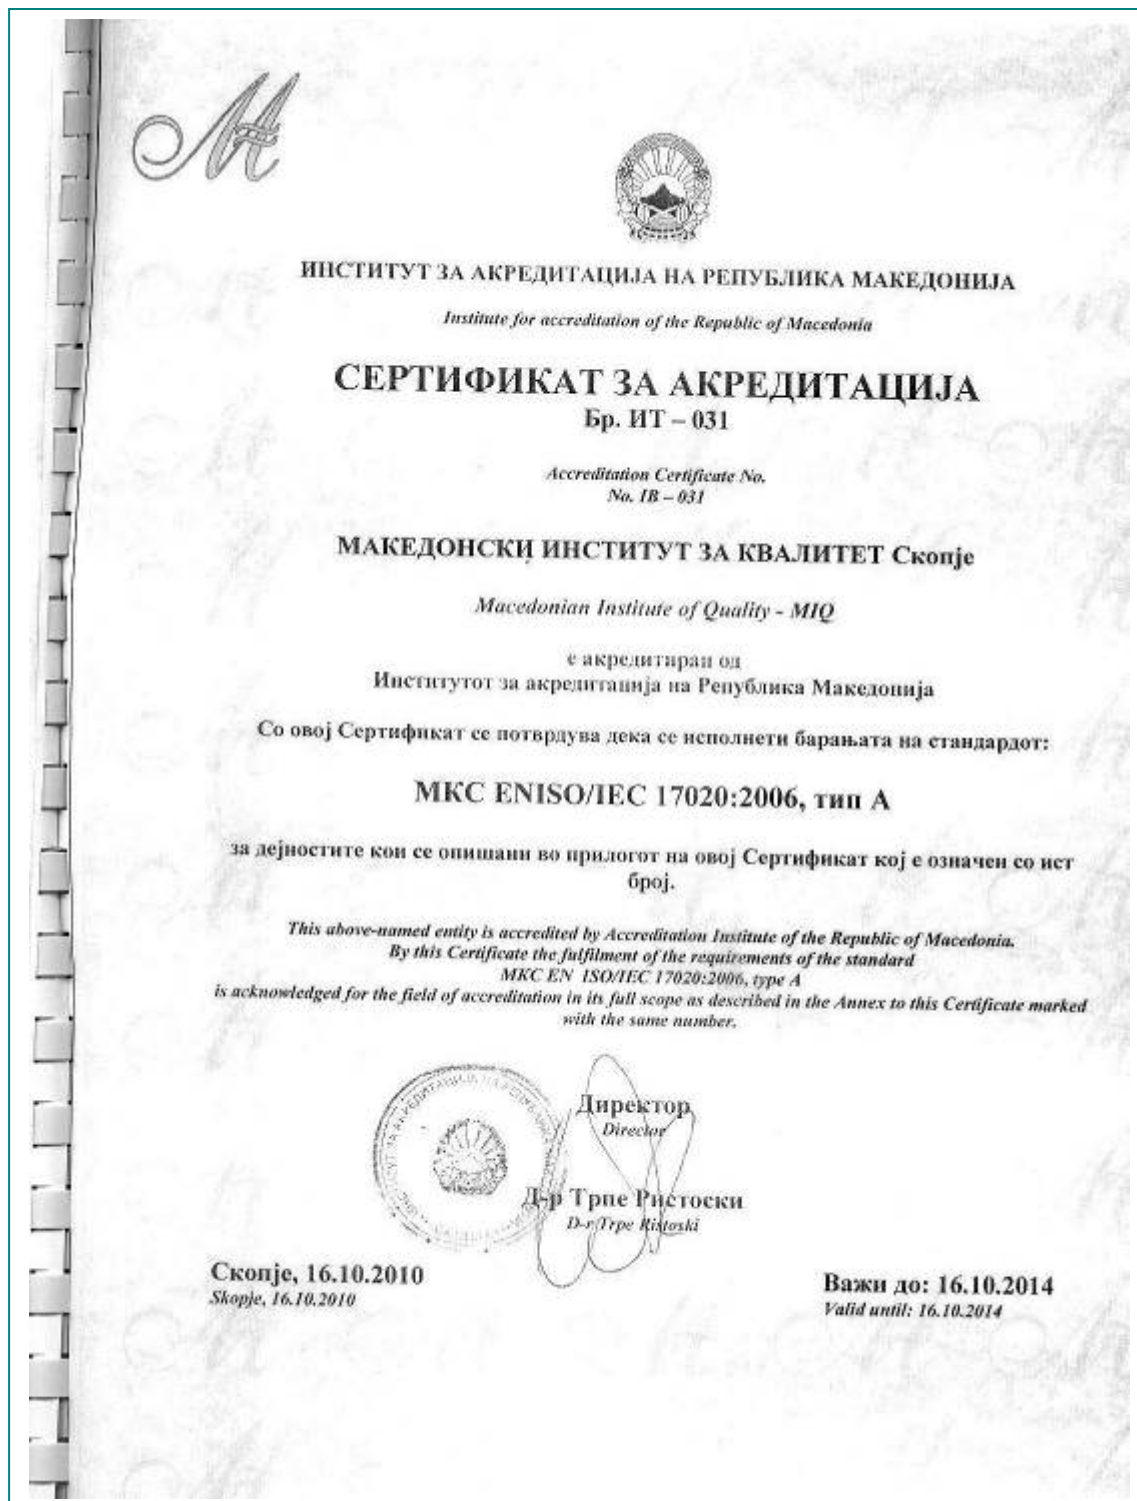 ИНСТИТУТ ЗА АКРЕДИТАЦИЈА НА РЕПУБЛИКА МАКЕДОНИЈА
Institute for accreditation of the Republic of Macedonia
СЕРТИФИКАТ ЗА АКРЕДИТАЦИЈА
Бр. ИТ – 031
Accreditation Certificate No.
No. IB – 031
МАКЕДОНСКИ ИНСТИТУТ ЗА КВАЛИТЕТ Скопје
Macedonian Institute of Quality - MIQ
е акредитиран од
Институтот за акредитација на Република Македонија
Со овој Сертификат се потврдува дека се исполнети барањата на стандардот:
МКС ENISO/IEC 17020:2006, тип А
за дејностите кои се опишани во прилогот на овој Сертификат кој е означен со ист
број.
This above-named entity is accredited by Accreditation Institute of the Republic of Macedonia.
By this Certificate the fulfilment of the requirements of the standard
МКС EN ISO/IEC 17020:2006, type A
is acknowledged for the field of accreditation in its full scope as described in the Annex to this Certificate marked
with the same number.
Директор
Director
Д-р Трпе Ристоски
D-r Trpe Ristoski
Скопје, 16.10.2010
Skopje, 16.10.2010
Важи до: 16.10.2014
Valid until: 16.10.2014